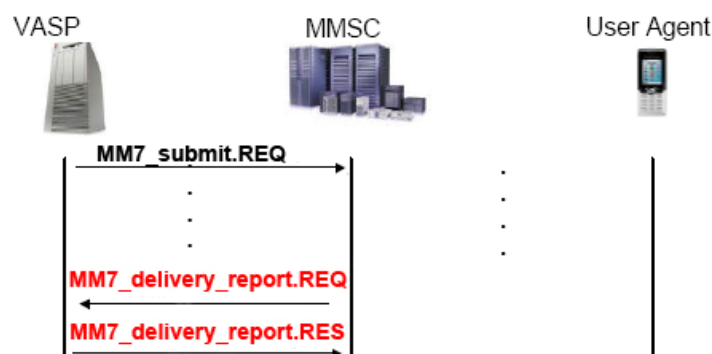 VASP MMSC User Agent
MM7_submit.REQ
MM7_delivery_report.REQ
MM7_delivery_report.RES